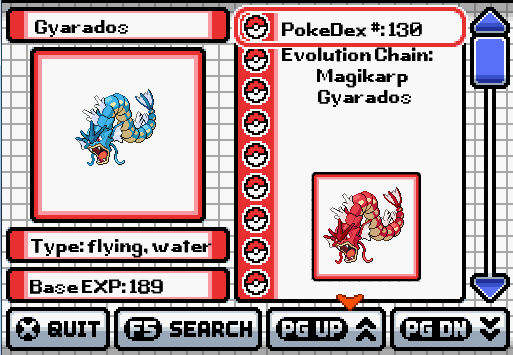 Gyarados
PokeDex #:130
Evolution Chain:
Magikarp
Gyarados
Type: flying, water
Base EXP: 189
X QUIT
F5 SEARCH
PG UP
PG DN